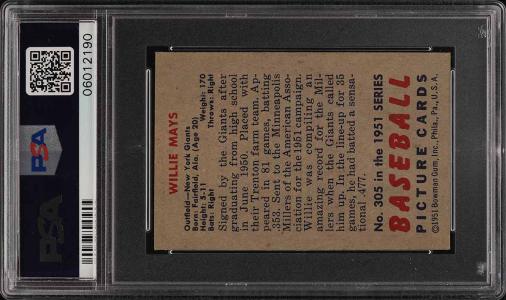 PSA
PSA
06012190
WILLIE MAYS
Outfield—New York Giants
Born: Fairfield, Ala. (Age 20)
Height: 5-11 Weight: 170
Bats: Right Throws: Right
Signed by the Giants after
graduating from high school
in June 1950. Placed with
their Trenton farm team. Ap-
peared in 81 games, batting
.353. Sent to the Minneapolis
Millers of the American Asso-
ciation for the 1951 campaign.
Willie was compiling an
amazing record for the Mil-
lers when the Giants called
him up. In the line-up for 35
games, he had batted a sensa-
tional .477.
No. 305 in the 1951 SERIES
BASEBALL
PICTURE CARDS
©1951 Bowman Gum, Inc., Phila., Pa., U. S. A.